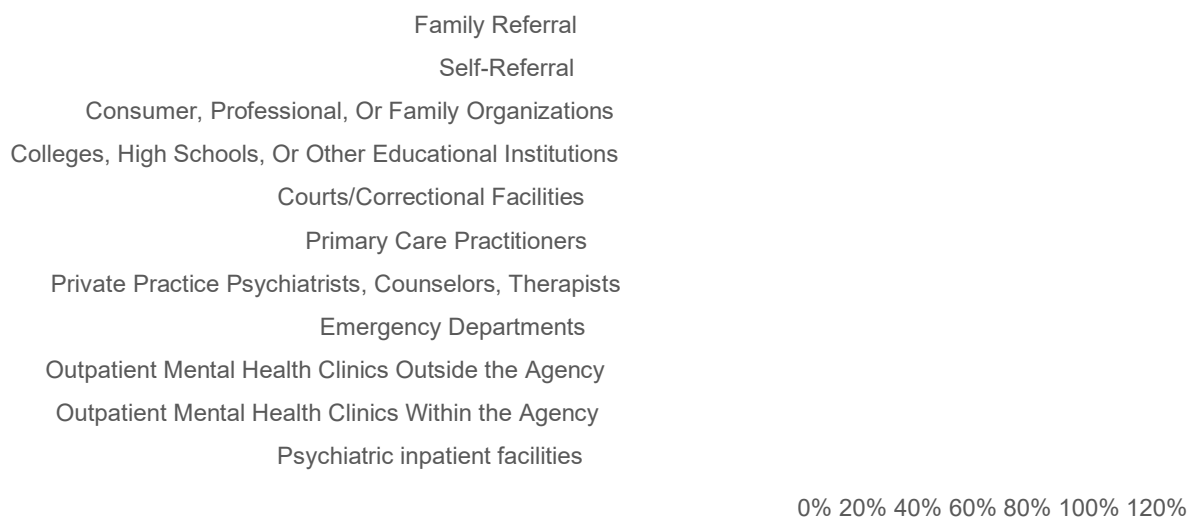 Family Referral
Self-Referral
Consumer, Professional, Or Family Organizations
Colleges, High Schools, Or Other Educational Institutions
Courts/Correctional Facilities
Primary Care Practitioners
Private Practice Psychiatrists, Counselors, Therapists
Emergency Departments
Outpatient Mental Health Clinics Outside the Agency
Outpatient Mental Health Clinics Within the Agency
Psychiatric inpatient facilities
0% 20% 40% 60% 80% 100% 120%